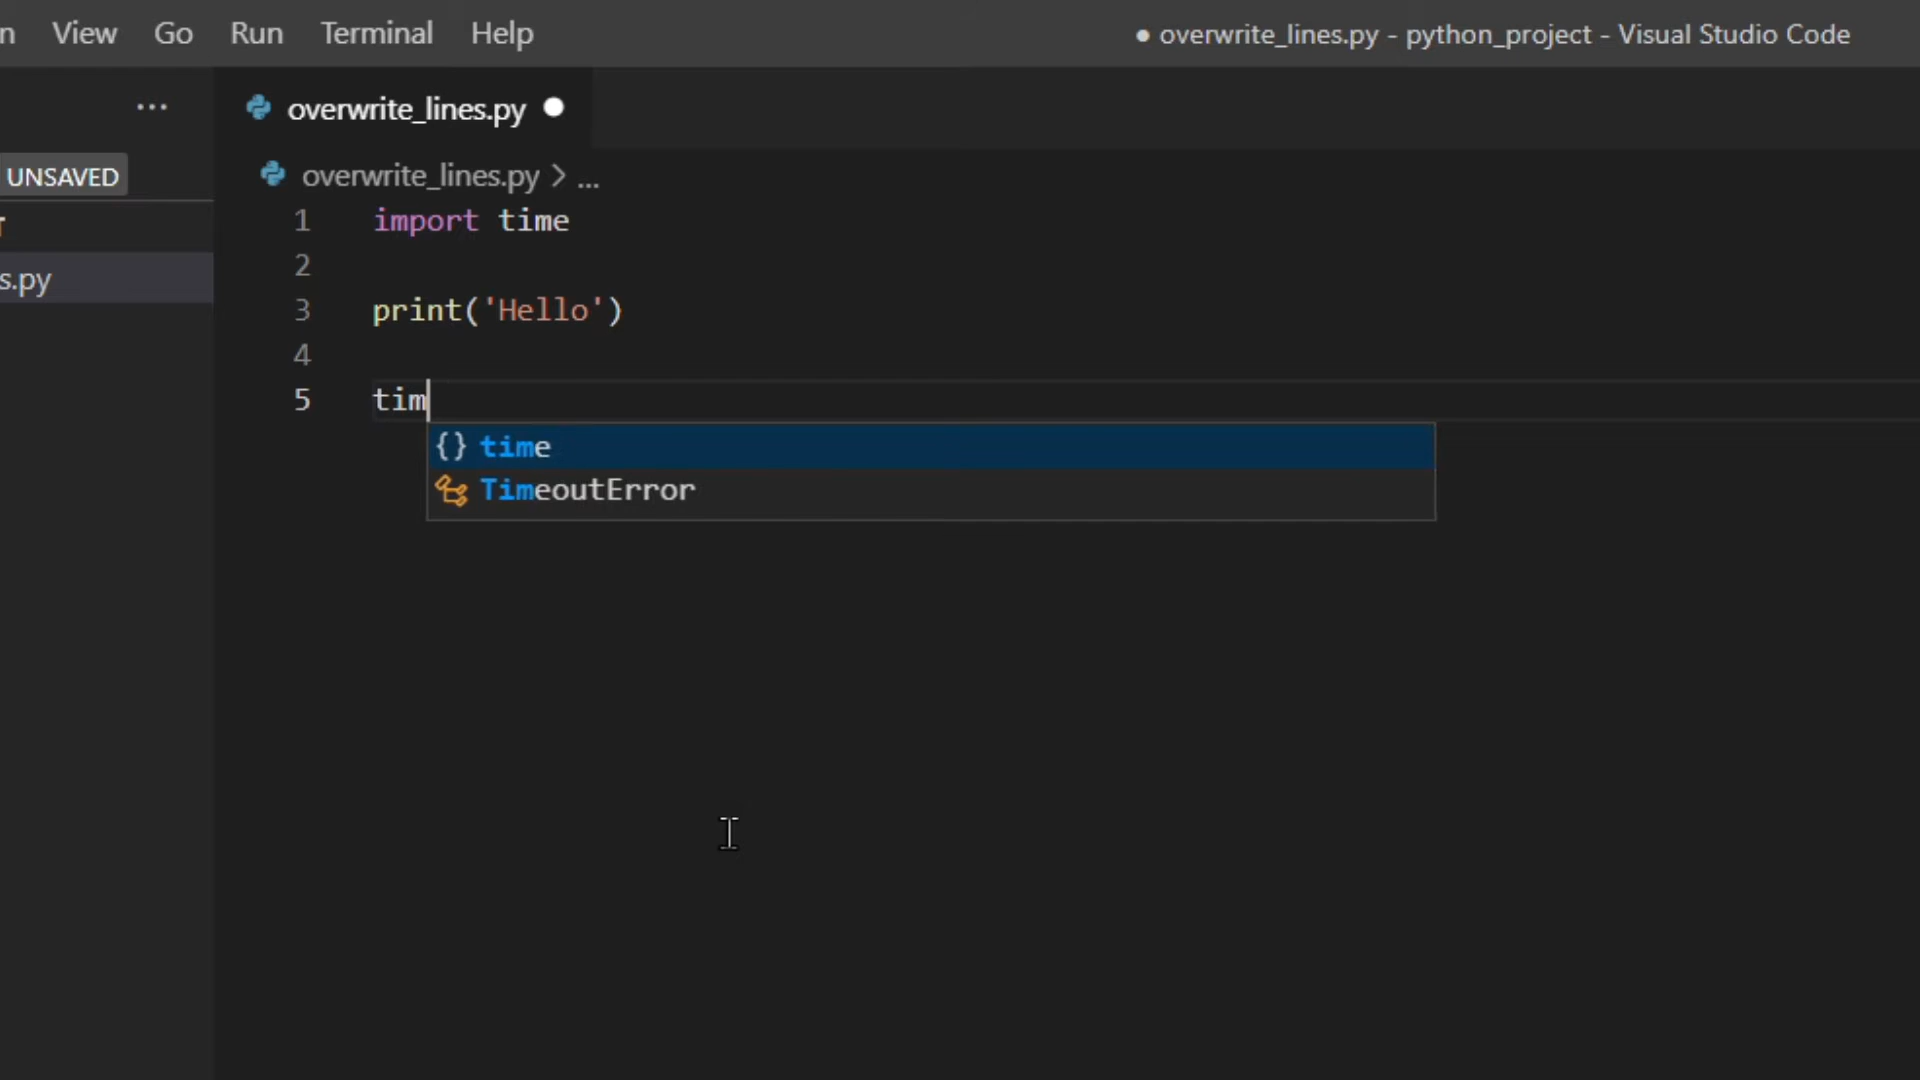 View Go Run Terminal Help
● overwrite_lines.py - python_project - Visual Studio Code
overwrite_lines.py
UNSAVED
overwrite_lines.py > ...
1 import time
2
s.py
3 print('Hello')
4
5 tim
{} time
TimeoutError